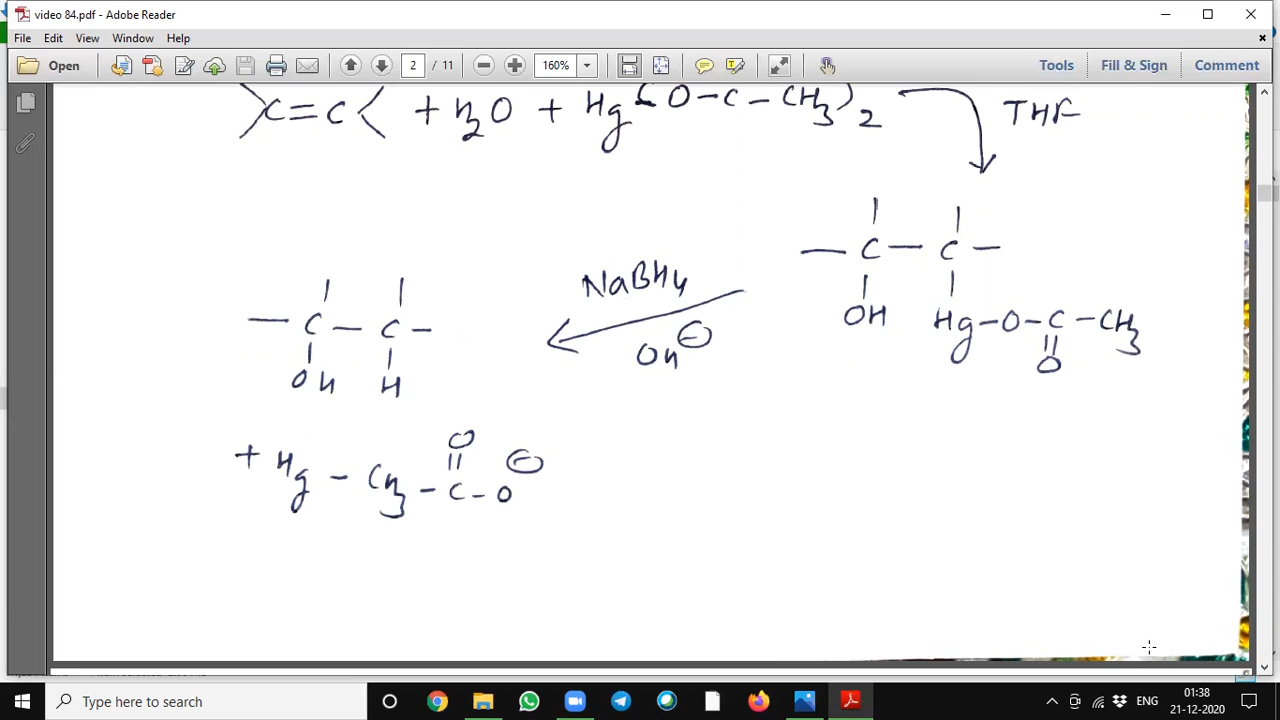 video 84.pdf - Adobe Reader
File Edit View Window Help
Open 2 / 11 160% Tools Fill & Sign Comment
C = C + H2O + Hg ( O - C - CH3 )2 THF
- C - C -
OH Hg - O - C - CH3
O
NaBH4
OH ⊖
- C - C -
OH H
O
+ Hg - CH3 - C - O ⊖
Type here to search
ENG
01:38
21-12-2020